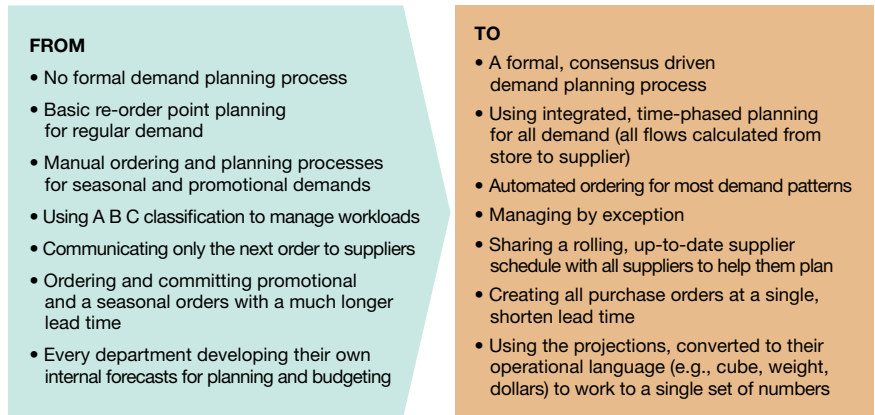 FROM
• No formal demand planning process
• Basic re-order point planning
for regular demand
• Manual ordering and planning processes
for seasonal and promotional demands
• Using A B C classification to manage workloads
• Communicating only the next order to suppliers
• Ordering and committing promotional
and a seasonal orders with a much longer
lead time
• Every department developing their own
internal forecasts for planning and budgeting
TO
• A formal, consensus driven
demand planning process
• Using integrated, time-phased planning
for all demand (all flows calculated from
store to supplier)
• Automated ordering for most demand patterns
• Managing by exception
• Sharing a rolling, up-to-date supplier
schedule with all suppliers to help them plan
• Creating all purchase orders at a single,
shorten lead time
• Using the projections, converted to their
operational language (e.g., cube, weight,
dollars) to work to a single set of numbers